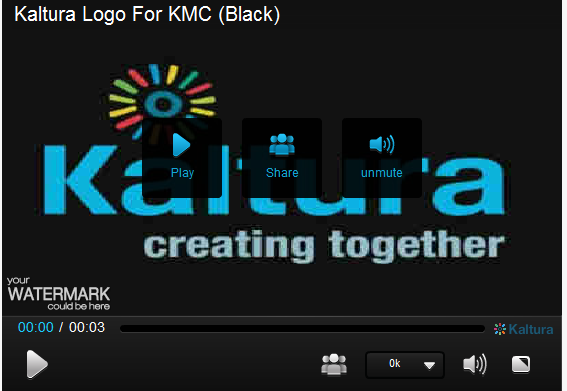 Kaltura Logo For KMC (Black)
Kaltura
Play Share unmute
creating together
your
WATERMARK
could be here
00:00 / 00:03 Kaltura
0k